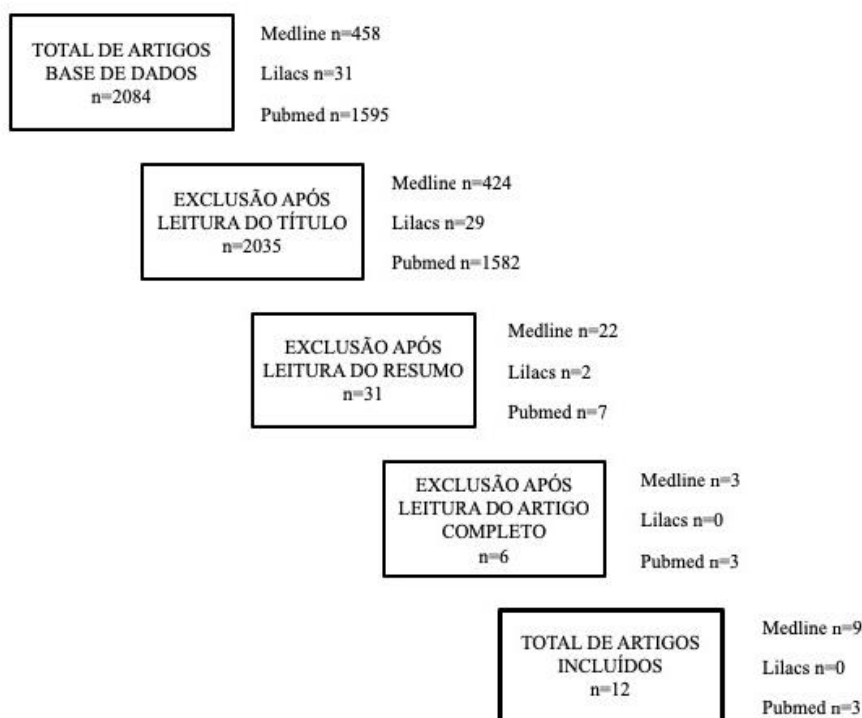 TOTAL DE ARTIGOS
BASE DE DADOS
n=2084
Medline n=458
Lilacs n=31
Pubmed n=1595
EXCLUSÃO APÓS
LEITURA DO TÍTULO
n=2035
Medline n=424
Lilacs n=29
Pubmed n=1582
EXCLUSÃO APÓS
LEITURA DO RESUMO
n=31
Medline n=22
Lilacs n=2
Pubmed n=7
EXCLUSÃO APÓS
LEITURA DO ARTIGO
COMPLETO
n=6
Medline n=3
Lilacs n=0
Pubmed n=3
TOTAL DE ARTIGOS
INCLUÍDOS
n=12
Medline n=9
Lilacs n=0
Pubmed n=3